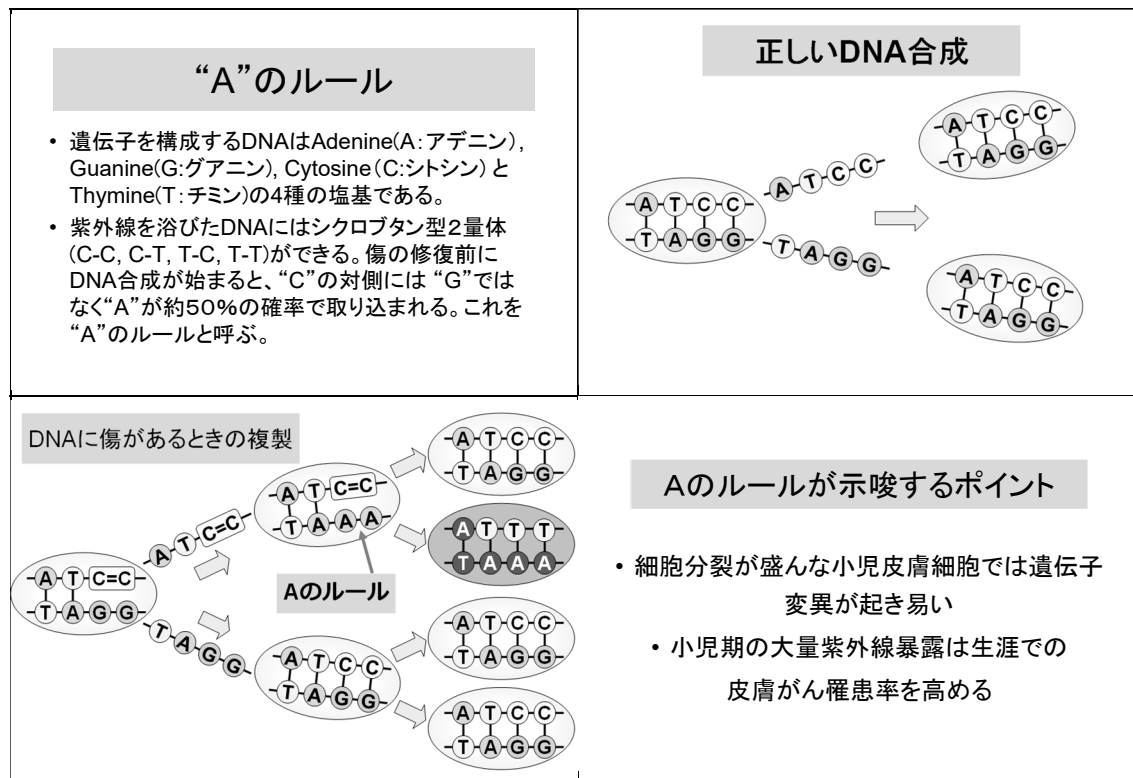 “A”のルール
• 遺伝子を構成するDNAはAdenine(A：アデニン),
Guanine(G:グアニン), Cytosine（C:シトシン）と
Thymine(T：チミン)の4種の塩基である。
• 紫外線を浴びたDNAにはシクロブタン型２量体
(C-C, C-T, T-C, T-T)ができる。傷の修復前に
DNA合成が始まると、“C”の対側には “G”では
なく“A”が約50％の確率で取り込まれる。これを
“A”のルールと呼ぶ。
正しいDNA合成
A T C C
T A G G
A T C C
T A G G
A T C C
T A G G
A T C C
T A G G
DNAに傷があるときの複製
A T C=C
T A G G
A T C=C
T A G G
A T C=C
T A A A
Aのルール
A T C C
T A G G
A T C C
T A G G
A T T T
T A A A
A T C C
T A G G
A T C C
T A G G
Aのルールが示唆するポイント
• 細胞分裂が盛んな小児皮膚細胞では遺伝子
変異が起き易い
• 小児期の大量紫外線暴露は生涯での
皮膚がん罹患率を高める